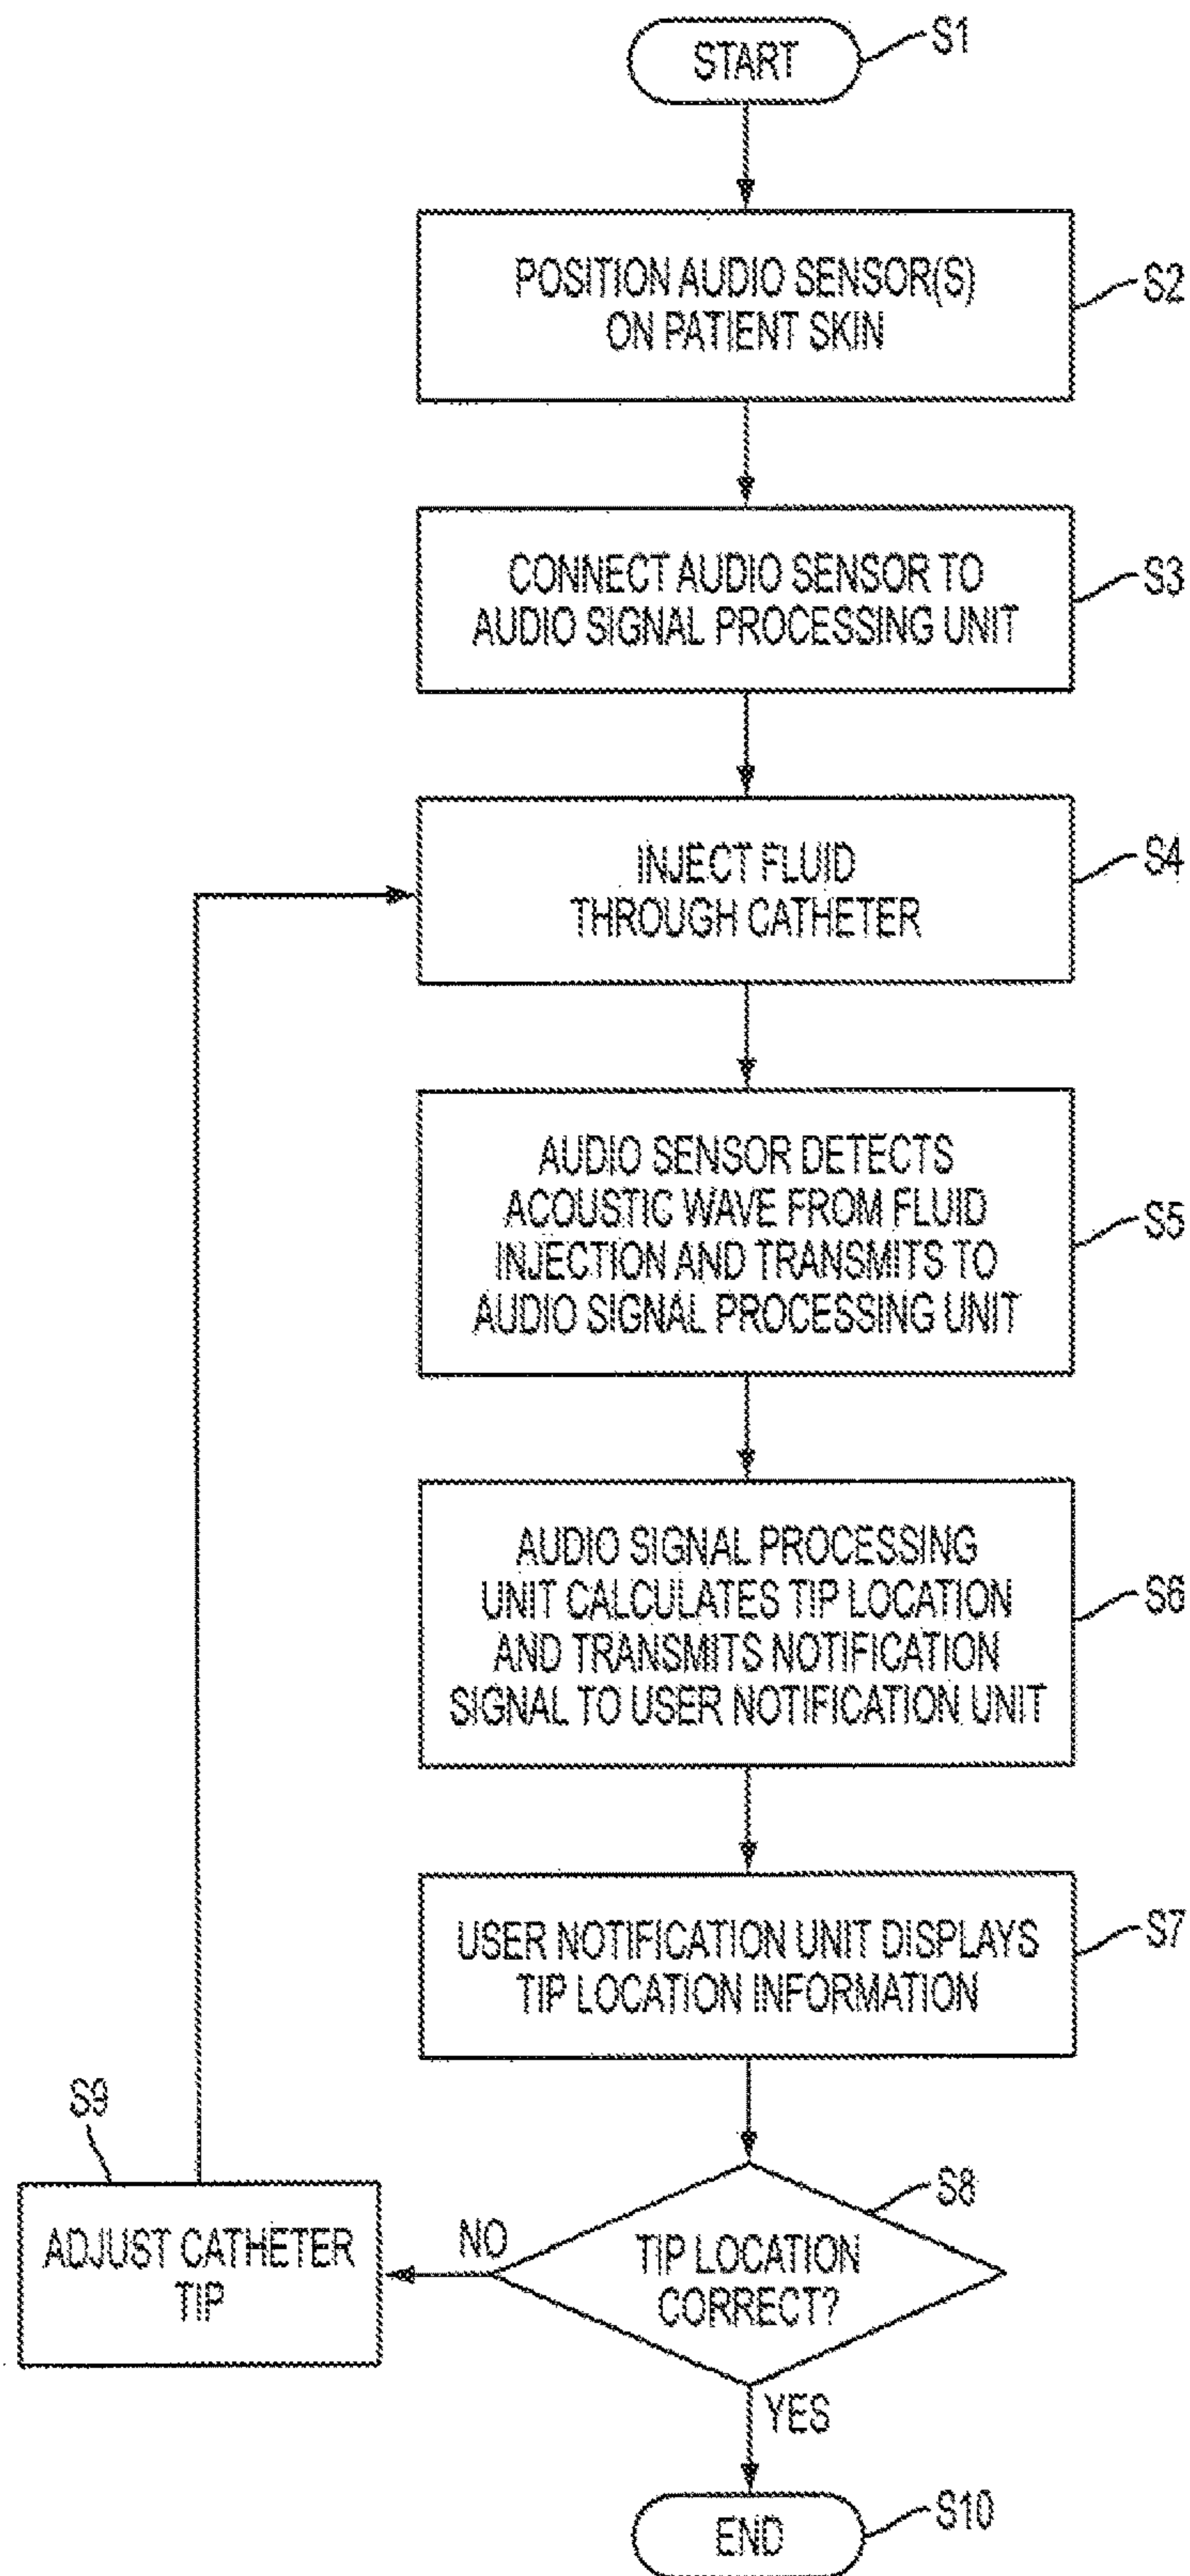 START
S1
POSITION AUDIO SENSOR(S)
ON PATIENT SKIN
S2
CONNECT AUDIO SENSOR TO
AUDIO SIGNAL PROCESSING UNIT
S3
INJECT FLUID
THROUGH CATHETER
S4
AUDIO SENSOR DETECTS
ACOUSTIC WAVE FROM FLUID
INJECTION AND TRANSMITS TO
AUDIO SIGNAL PROCESSING UNIT
S5
AUDIO SIGNAL PROCESSING
UNIT CALCULATES TIP LOCATION
AND TRANSMITS NOTIFICATION
SIGNAL TO USER NOTIFICATION UNIT
S6
USER NOTIFICATION UNIT DISPLAYS
TIP LOCATION INFORMATION
S7
TIP LOCATION
CORRECT?
S8
NO
ADJUST CATHETER
TIP
S9
YES
END
S10